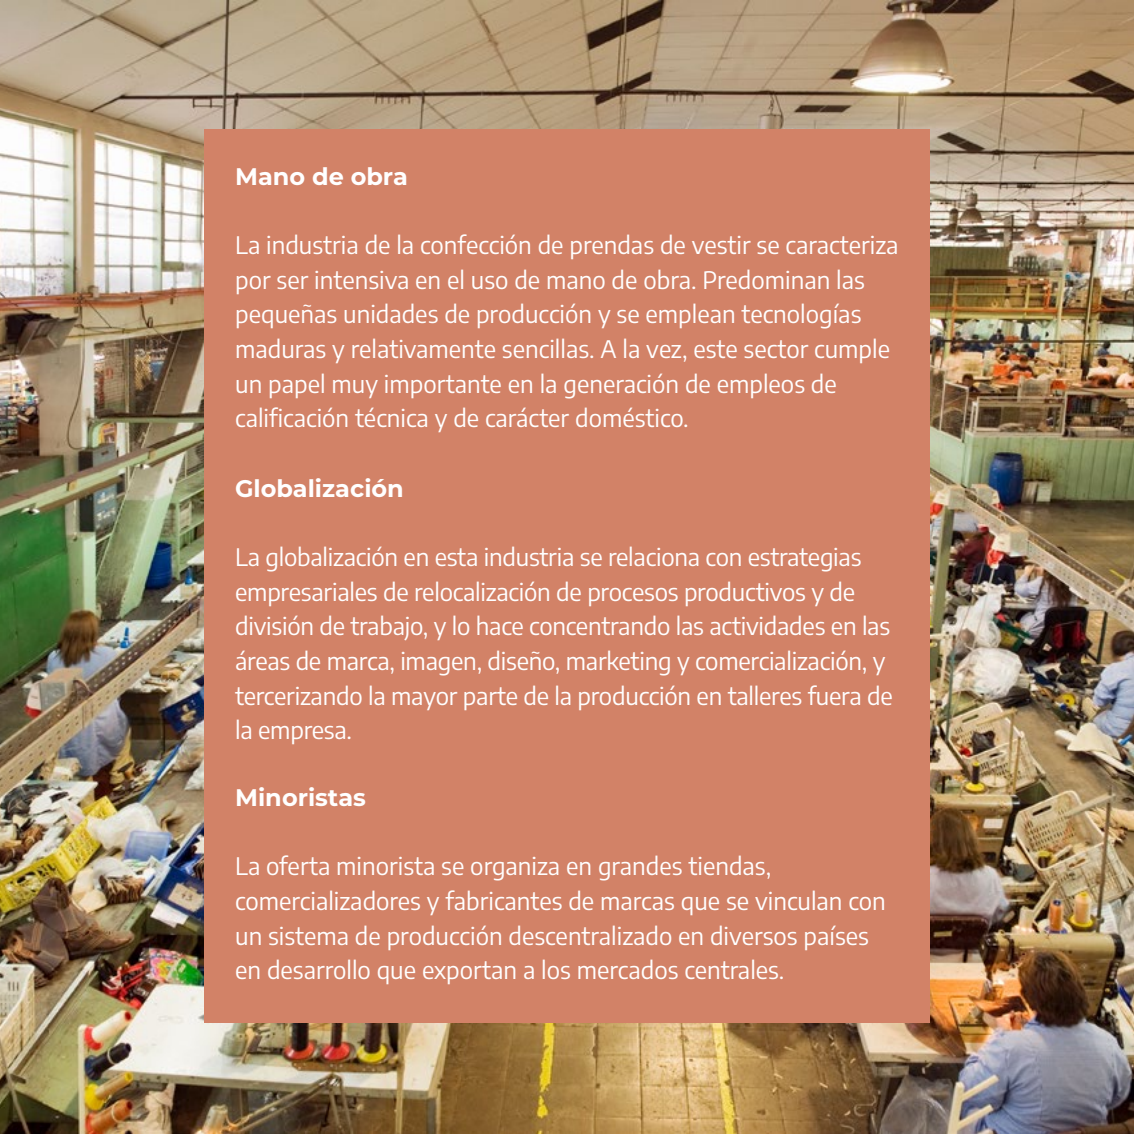 Mano de obra
La industria de la confección de prendas de vestir se caracteriza
por ser intensiva en el uso de mano de obra. Predominan las
pequeñas unidades de producción y se emplean tecnologías
maduras y relativamente sencillas. A la vez, este sector cumple
un papel muy importante en la generación de empleos de
calificación técnica y de carácter doméstico.
Globalización
La globalización en esta industria se relaciona con estrategias
empresariales de relocalización de procesos productivos y de
división de trabajo, y lo hace concentrando las actividades en las
áreas de marca, imagen, diseño, marketing y comercialización, y
tercerizando la mayor parte de la producción en talleres fuera de
la empresa.
Minoristas
La oferta minorista se organiza en grandes tiendas,
comercializadores y fabricantes de marcas que se vinculan con
un sistema de producción descentralizado en diversos países
en desarrollo que exportan a los mercados centrales.